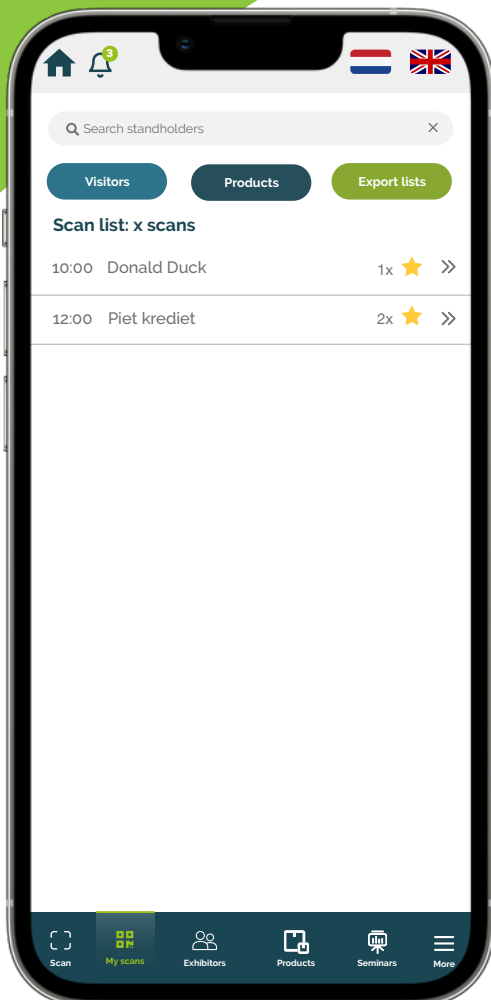 3
Search standholders
Visitors
Products
Export lists
Scan list: x scans
10:00 Donald Duck 1x
12:00 Piet krediet 2x
Scan
My scans
Exhibitors
Products
Seminars
More